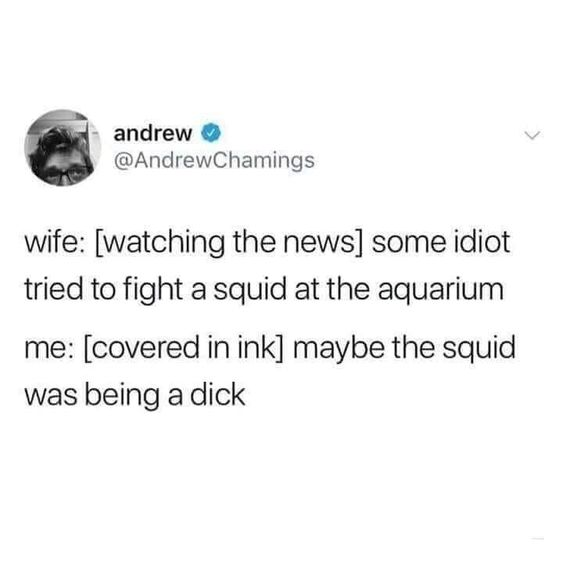 andrew
@AndrewChamings
wife: [watching the news] some idiot
tried to fight a squid at the aquarium
me: [covered in ink] maybe the squid
was being a dick